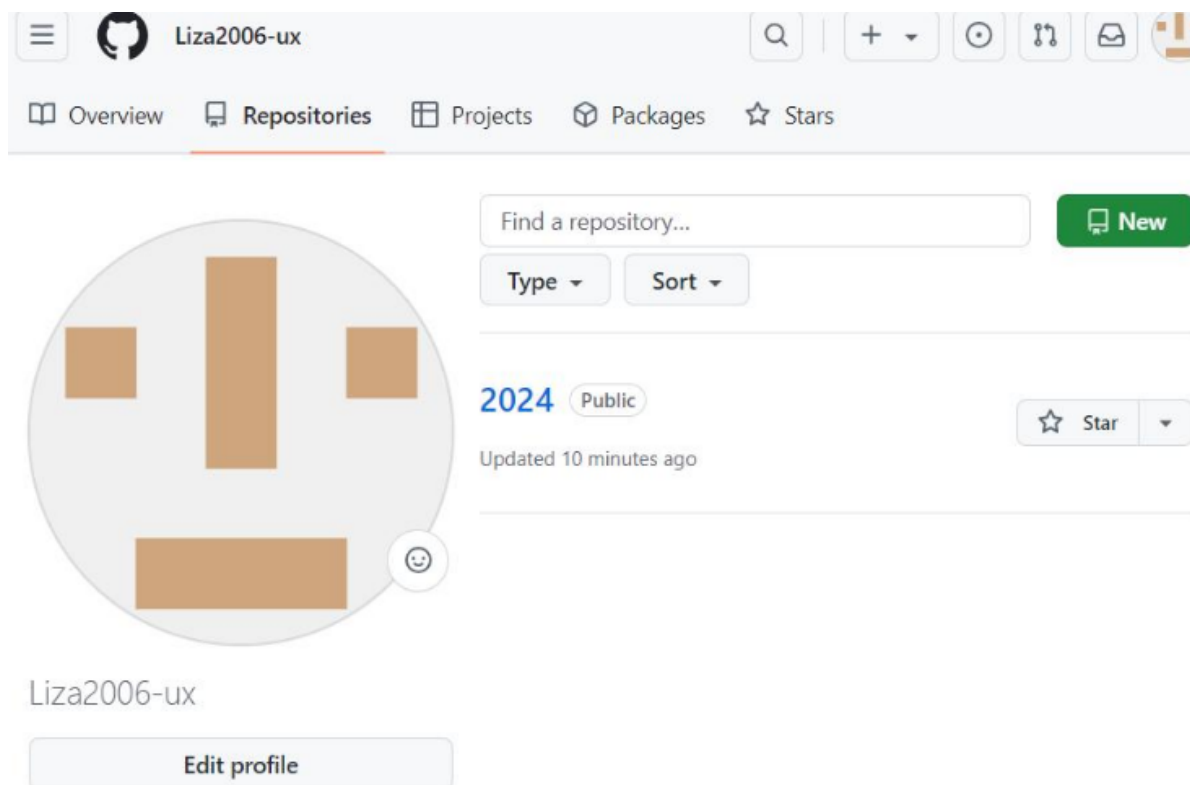 Liza2006-ux
Overview Repositories Projects Packages Stars
Find a repository... New
Type Sort
2024 Public
Star
Updated 10 minutes ago
Liza2006-ux
Edit profile